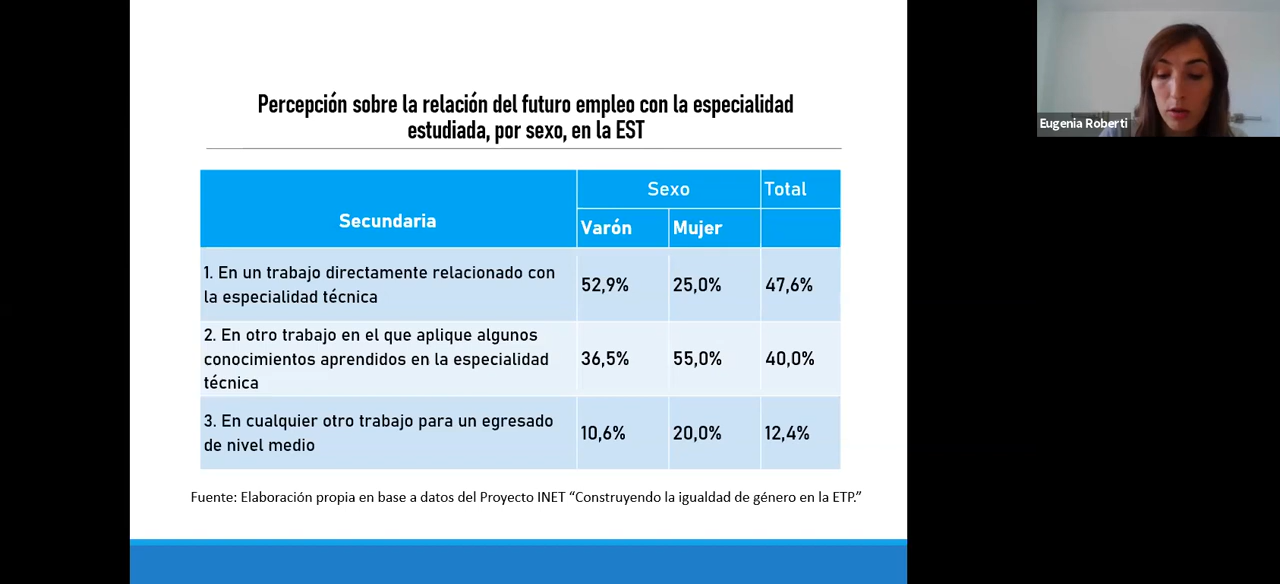 Percepción sobre la relación del futuro empleo con la especialidad
estudiada, por sexo, en la EST
Secundaria
Sexo
Total
Varón
Mujer
1. En un trabajo directamente relacionado con
la especialidad técnica
52,9%
25,0%
47,6%
2. En otro trabajo en el que aplique algunos
conocimientos aprendidos en la especialidad
técnica
36,5%
55,0%
40,0%
3. En cualquier otro trabajo para un egresado
de nivel medio
10,6%
20,0%
12,4%
Fuente: Elaboración propia en base a datos del Proyecto INET “Construyendo la igualdad de género en la ETP.”
Eugenia Roberti